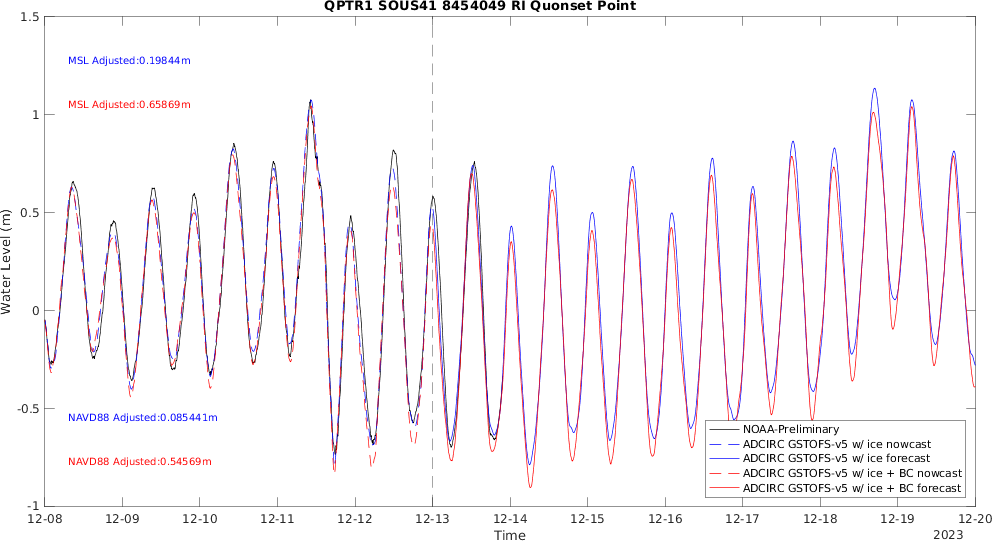 QPTR1 SOUS41 8454049 RI Quonset Point
1.5
1
0.5
0
-0.5
-1
Water Level (m)
MSL Adjusted:0.19844m
MSL Adjusted:0.65869m
NAVD88 Adjusted:0.085441m
NAVD88 Adjusted:0.54569m
NOAA-Preliminary
ADCIRC GSTOFS-v5 w/ ice nowcast
ADCIRC GSTOFS-v5 w/ ice forecast
ADCIRC GSTOFS-v5 w/ ice + BC nowcast
ADCIRC GSTOFS-v5 w/ ice + BC forecast
12-08 12-09 12-10 12-11 12-12 12-13 12-14 12-15 12-16 12-17 12-18 12-19 12-20
Time
2023